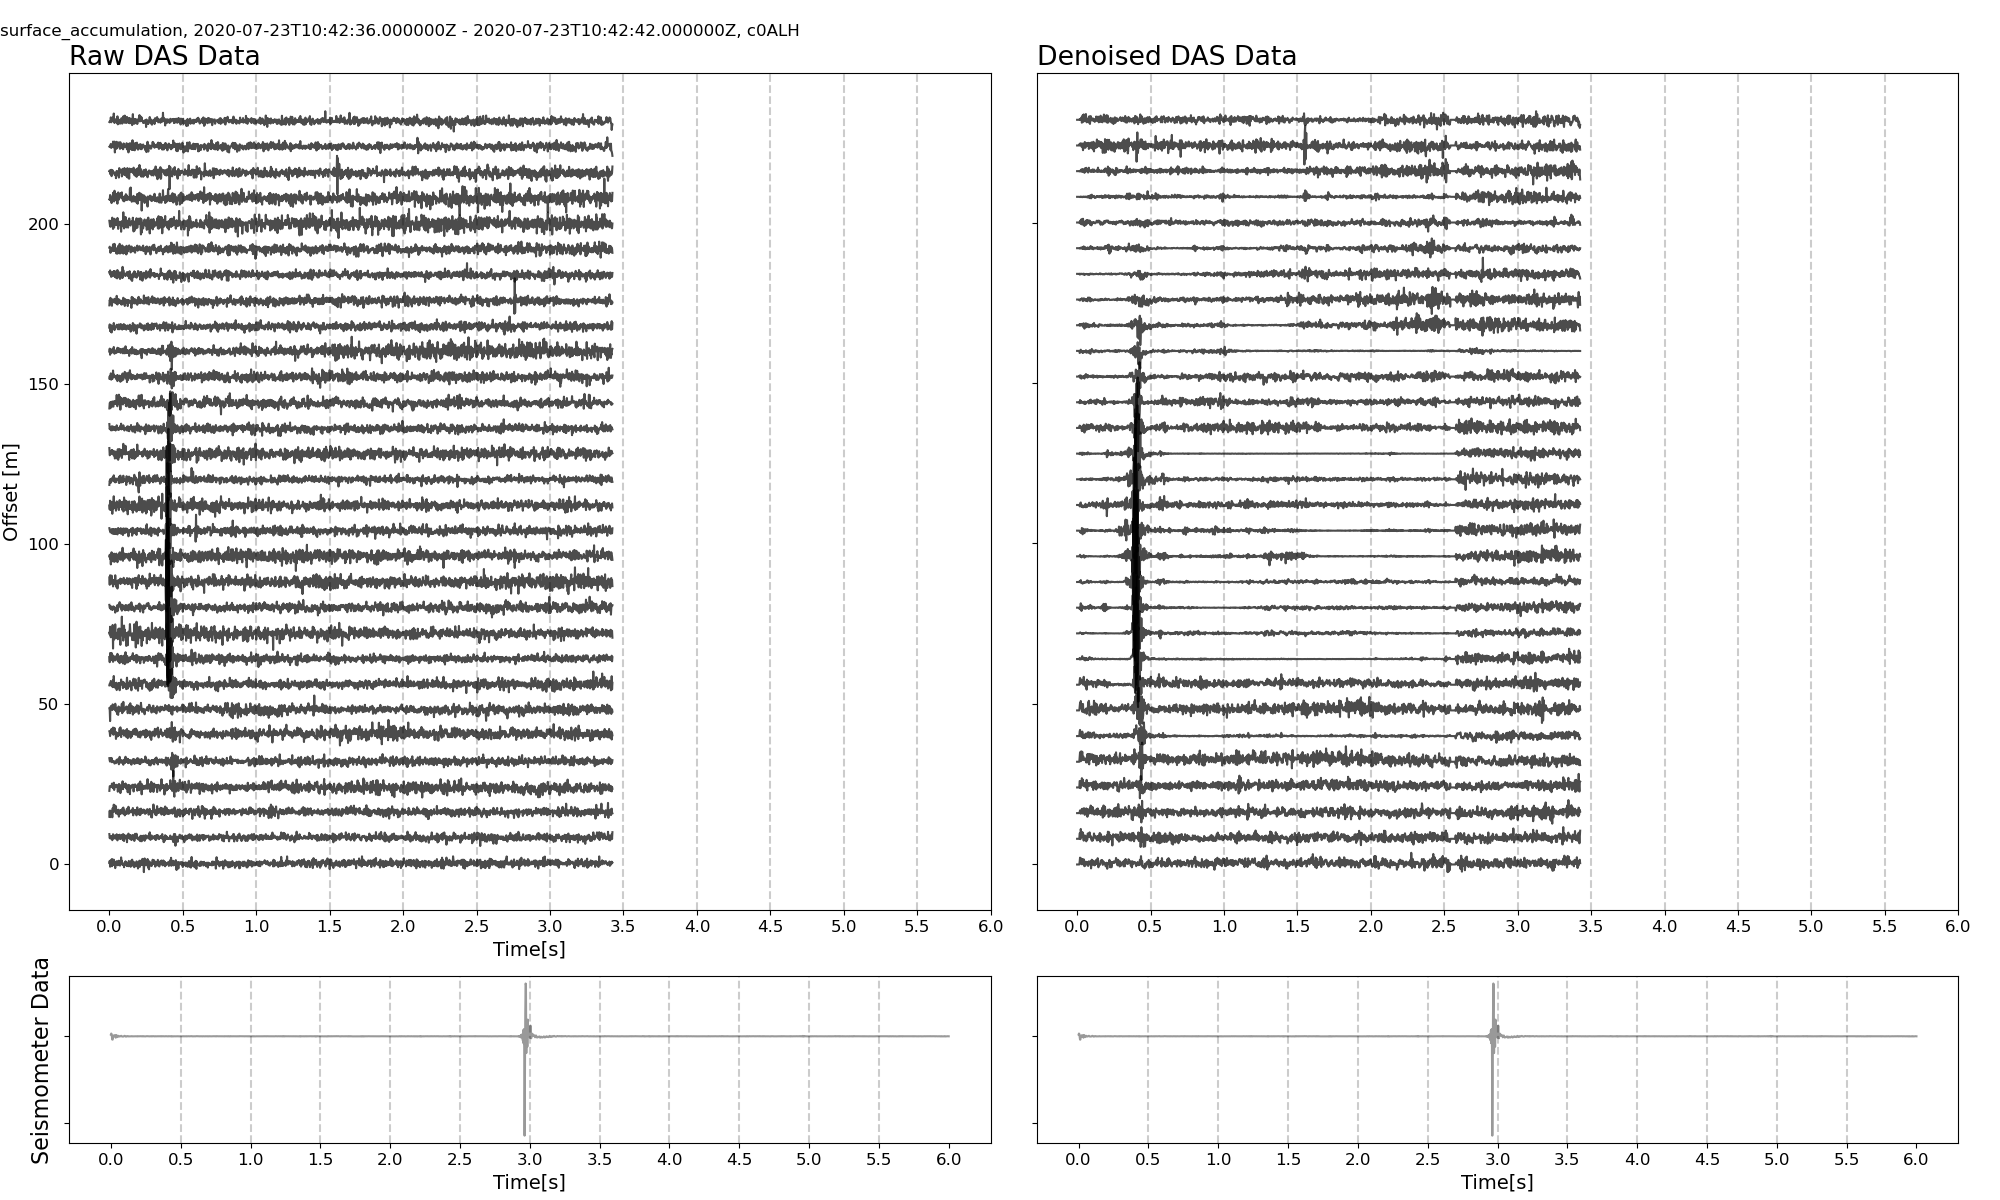 surface_accumulation, 2020-07-23T10:42:36.000000Z - 2020-07-23T10:42:42.000000Z, c0ALH
Raw DAS Data
Denoised DAS Data
Offset [m]
200
150
100
50
0
0.0 0.5 1.0 1.5 2.0 2.5 3.0 3.5 4.0 4.5 5.0 5.5 6.0
Time[s]
0.0 0.5 1.0 1.5 2.0 2.5 3.0 3.5 4.0 4.5 5.0 5.5 6.0
Seismometer Data
0.0 0.5 1.0 1.5 2.0 2.5 3.0 3.5 4.0 4.5 5.0 5.5 6.0
Time[s]
0.0 0.5 1.0 1.5 2.0 2.5 3.0 3.5 4.0 4.5 5.0 5.5 6.0
Time[s]